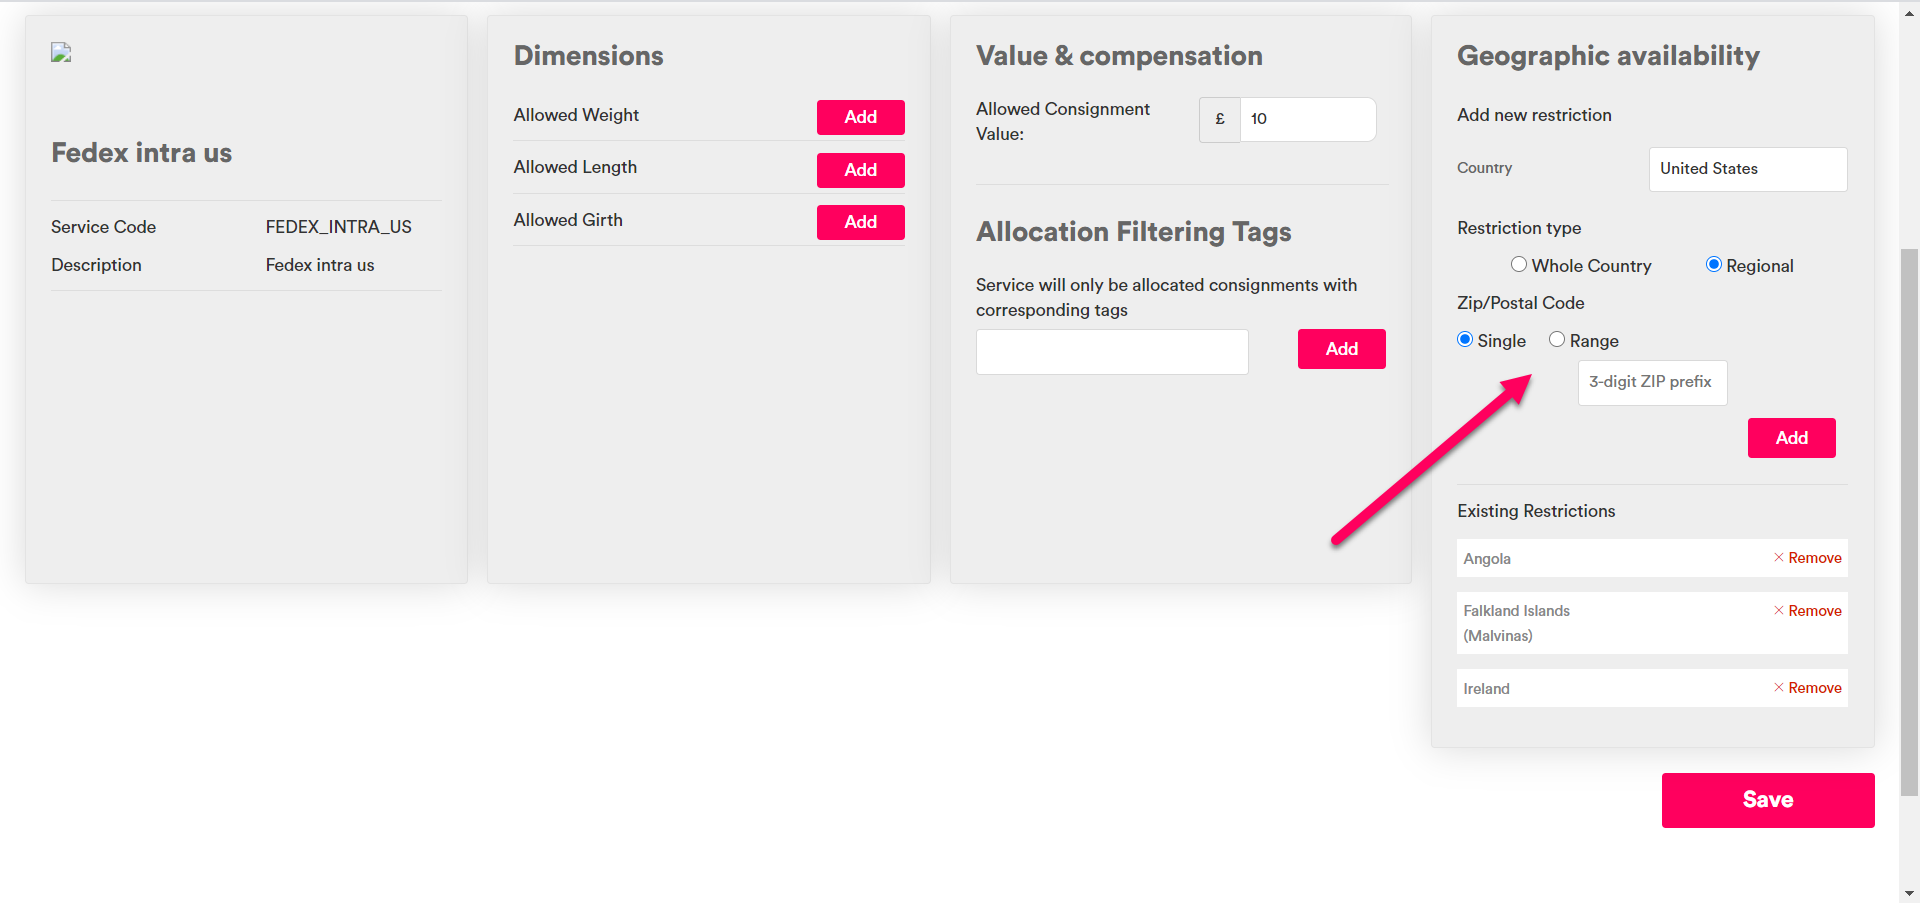 Fedex intra us
Service Code FEDEX_INTRA_US
Description Fedex intra us
Dimensions
Allowed Weight Add
Allowed Length Add
Allowed Girth Add
Value & compensation
Allowed Consignment
Value:
£ 10
Allocation Filtering Tags
Service will only be allocated consignments with
corresponding tags
Add
Geographic availability
Add new restriction
Country United States
Restriction type
Whole Country Regional
Zip/Postal Code
Single Range
3-digit ZIP prefix
Add
Existing Restrictions
Angola × Remove
Falkland Islands × Remove
(Malvinas)
Ireland × Remove
Save